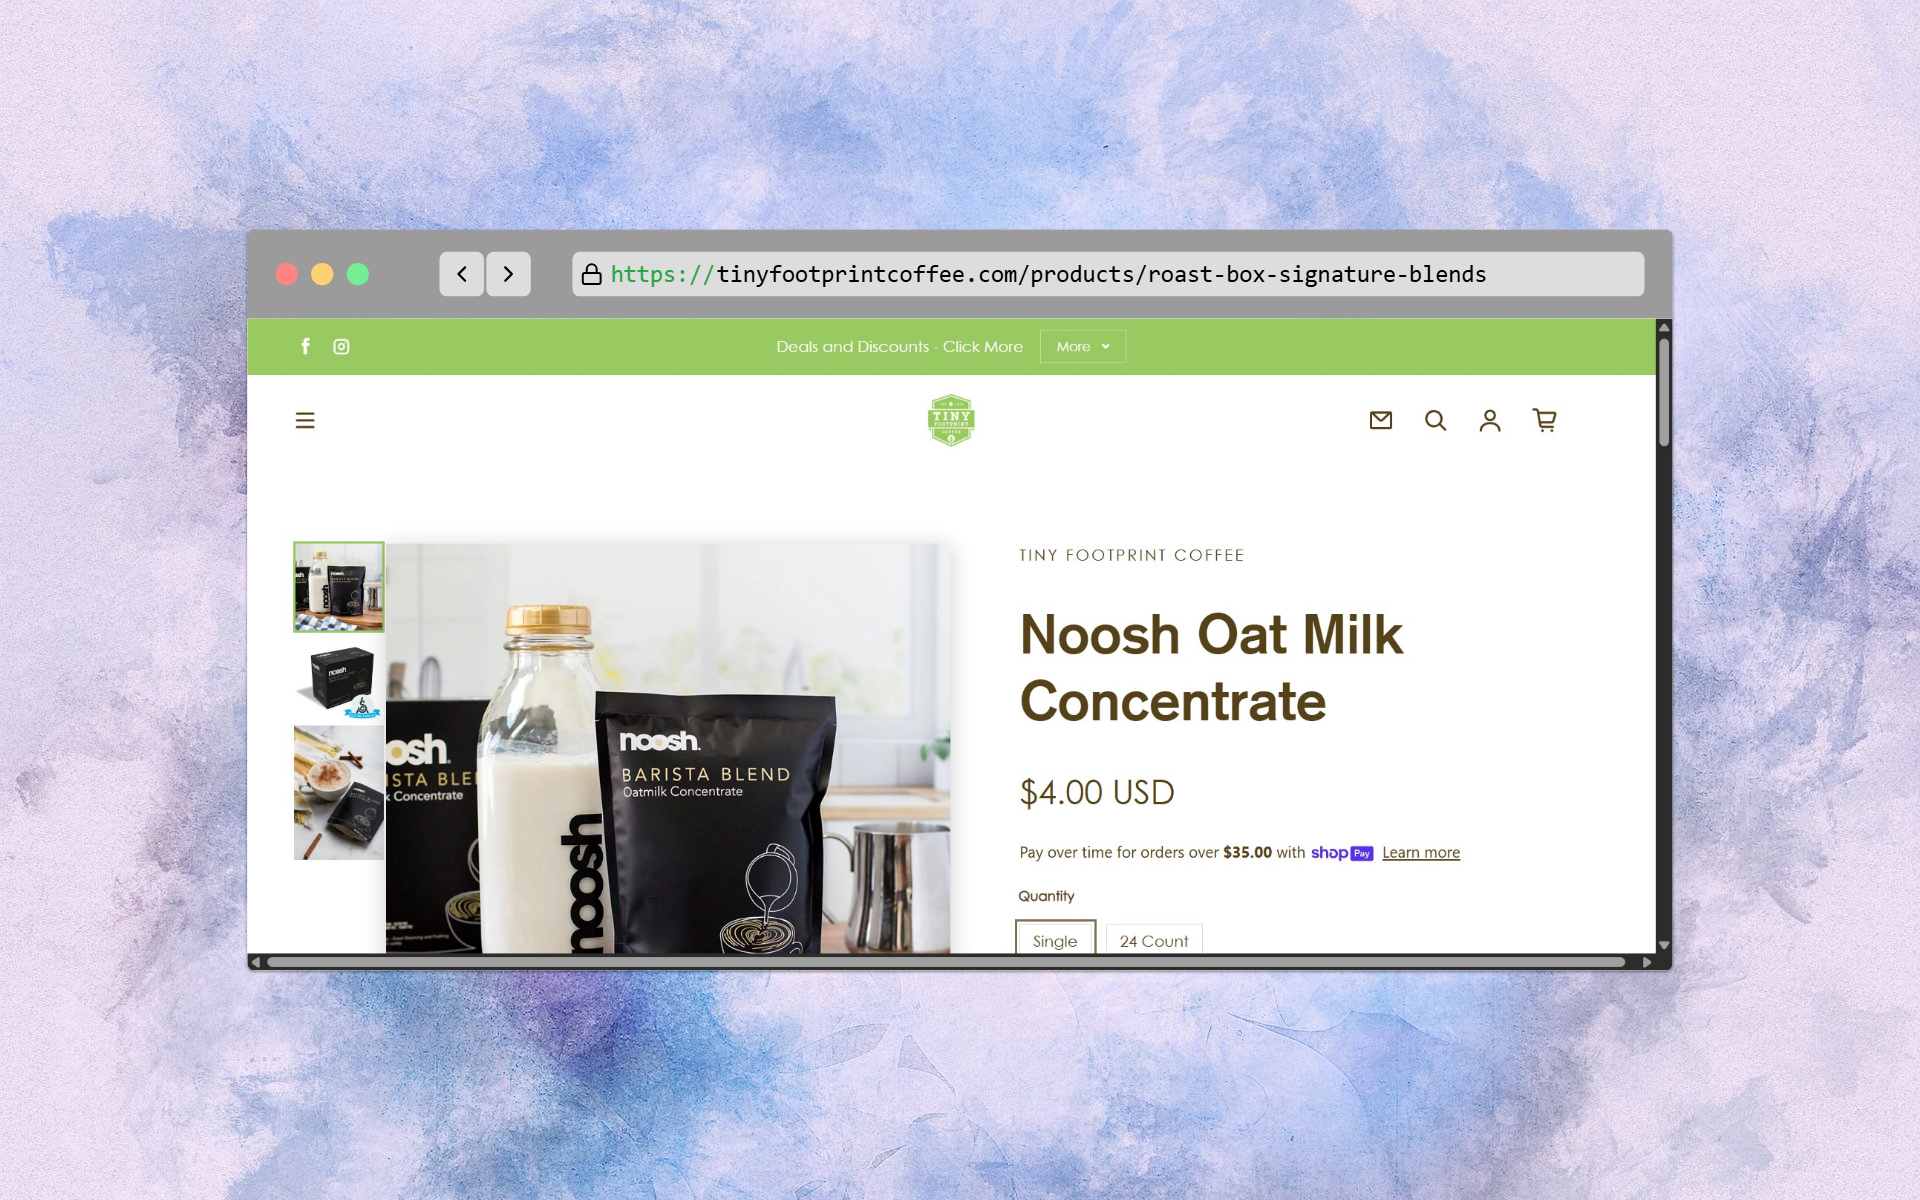 https://tinyfootprintcoffee.com/products/roast-box-signature-blends
Deals and Discounts - Click More
More
TINY
FOOTPRINT
COFFEE
TINY FOOTPRINT COFFEE
Noosh Oat Milk
Concentrate
$4.00 USD
Pay over time for orders over $35.00 with shop Pay Learn more
Quantity
Single
24 Count
noosh.
BARISTA BLEND
Oatmilk Concentrate
noosh
osh.
ISTA BLE
k Concentrate
noosh
noosh